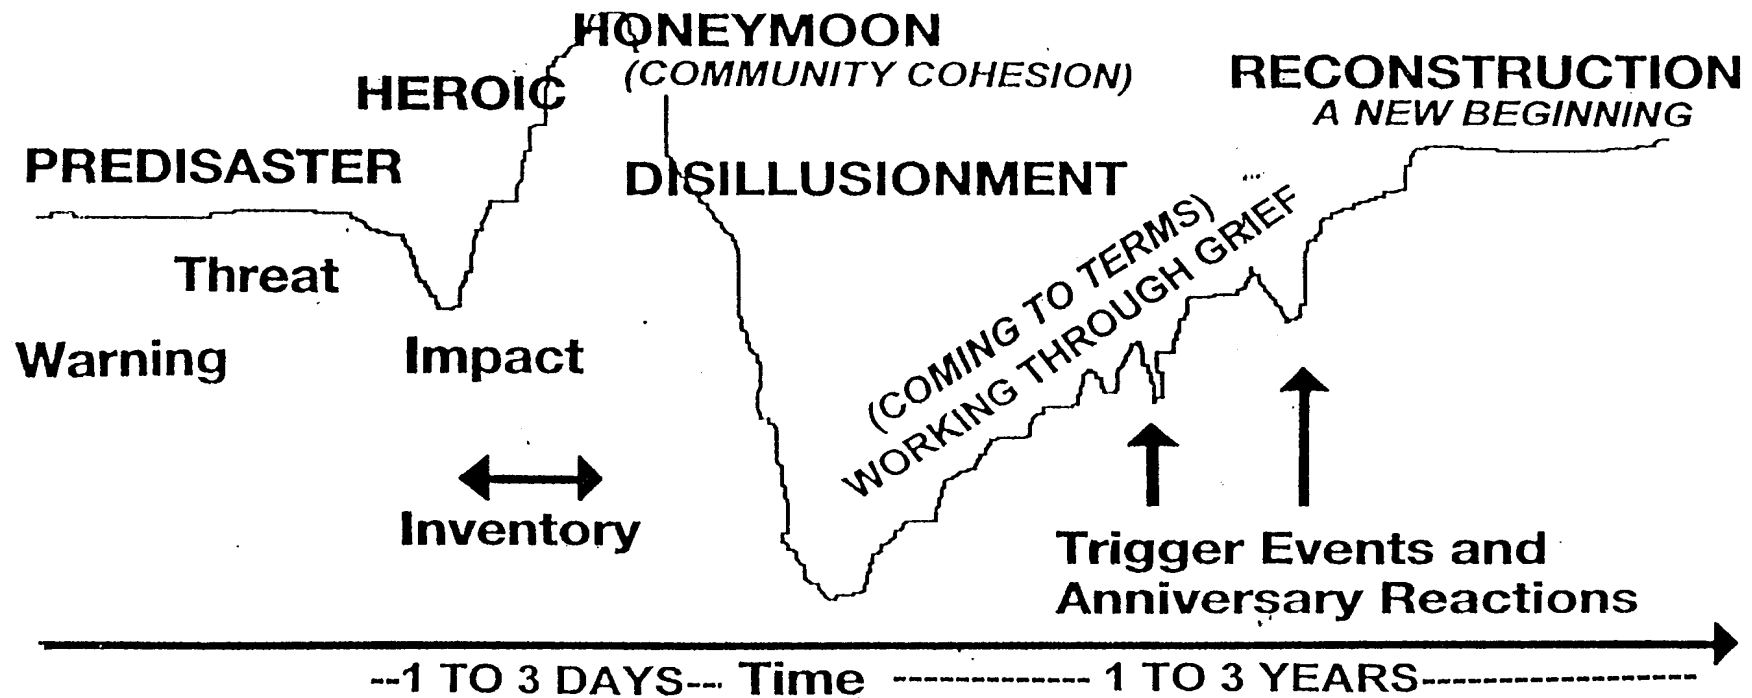 HONEYMOON
(COMMUNITY COHESION)
HEROIC
RECONSTRUCTION
A NEW BEGINNING
PREDISASTER
DISILLUSIONMENT
Threat
(COMING TO TERMS)
WORKING THROUGH GRIEF
Warning
Impact
Inventory
Trigger Events and
Anniversary Reactions
--1 TO 3 DAYS--- Time ------------- 1 TO 3 YEARS------------------